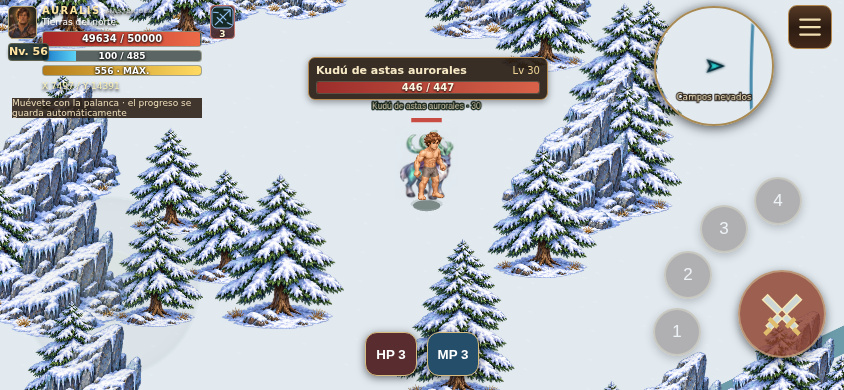 AURALIS
Tierras del norte
49634 / 50000
3
Nv. 56
100 / 485
556 · MÁX.
Muévete con la palanca · el progreso se
guarda automáticamente
Kudú de astas aurorales Lv 30
446 / 447
Kudú de astas aurorales · 30
Campos nevados
4
3
2
1
HP 3
MP 3